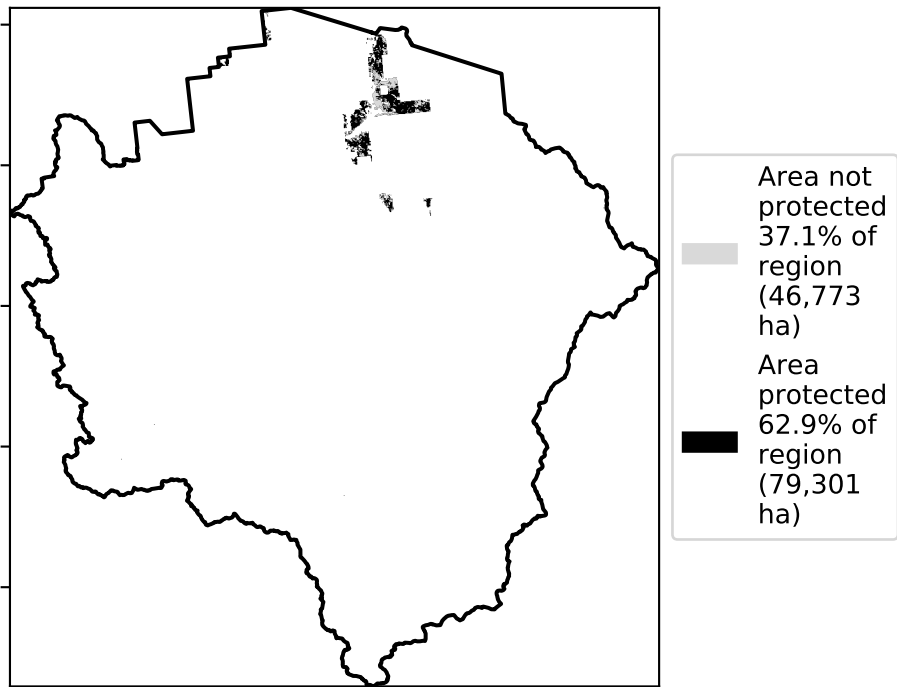 Area not
protected
37.1% of
region
(46,773
ha)
Area
protected
62.9% of
region
(79,301
ha)